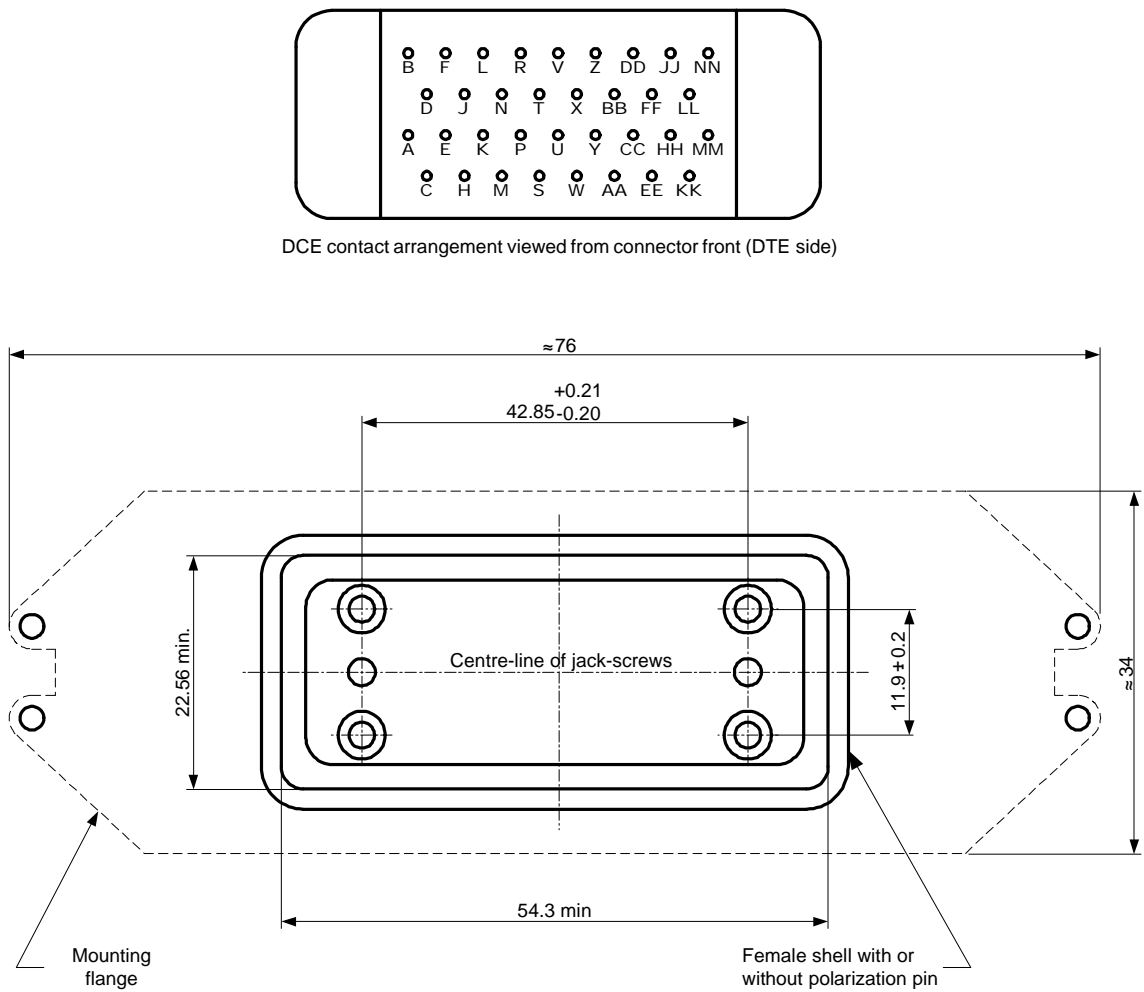 B F L R V Z DD JJ NN
D J N T X BB FF LL
A E K P U Y CC HH MM
C H M S W AA EE KK
DCE contact arrangement viewed from connector front (DTE side)
≈76
+0.21
42.85-0.20
22.56 min.
Centre-line of jack-screws
11.9 ± 0.2
≈34
54.3 min
Mounting
flange
Female shell with or
without polarization pin